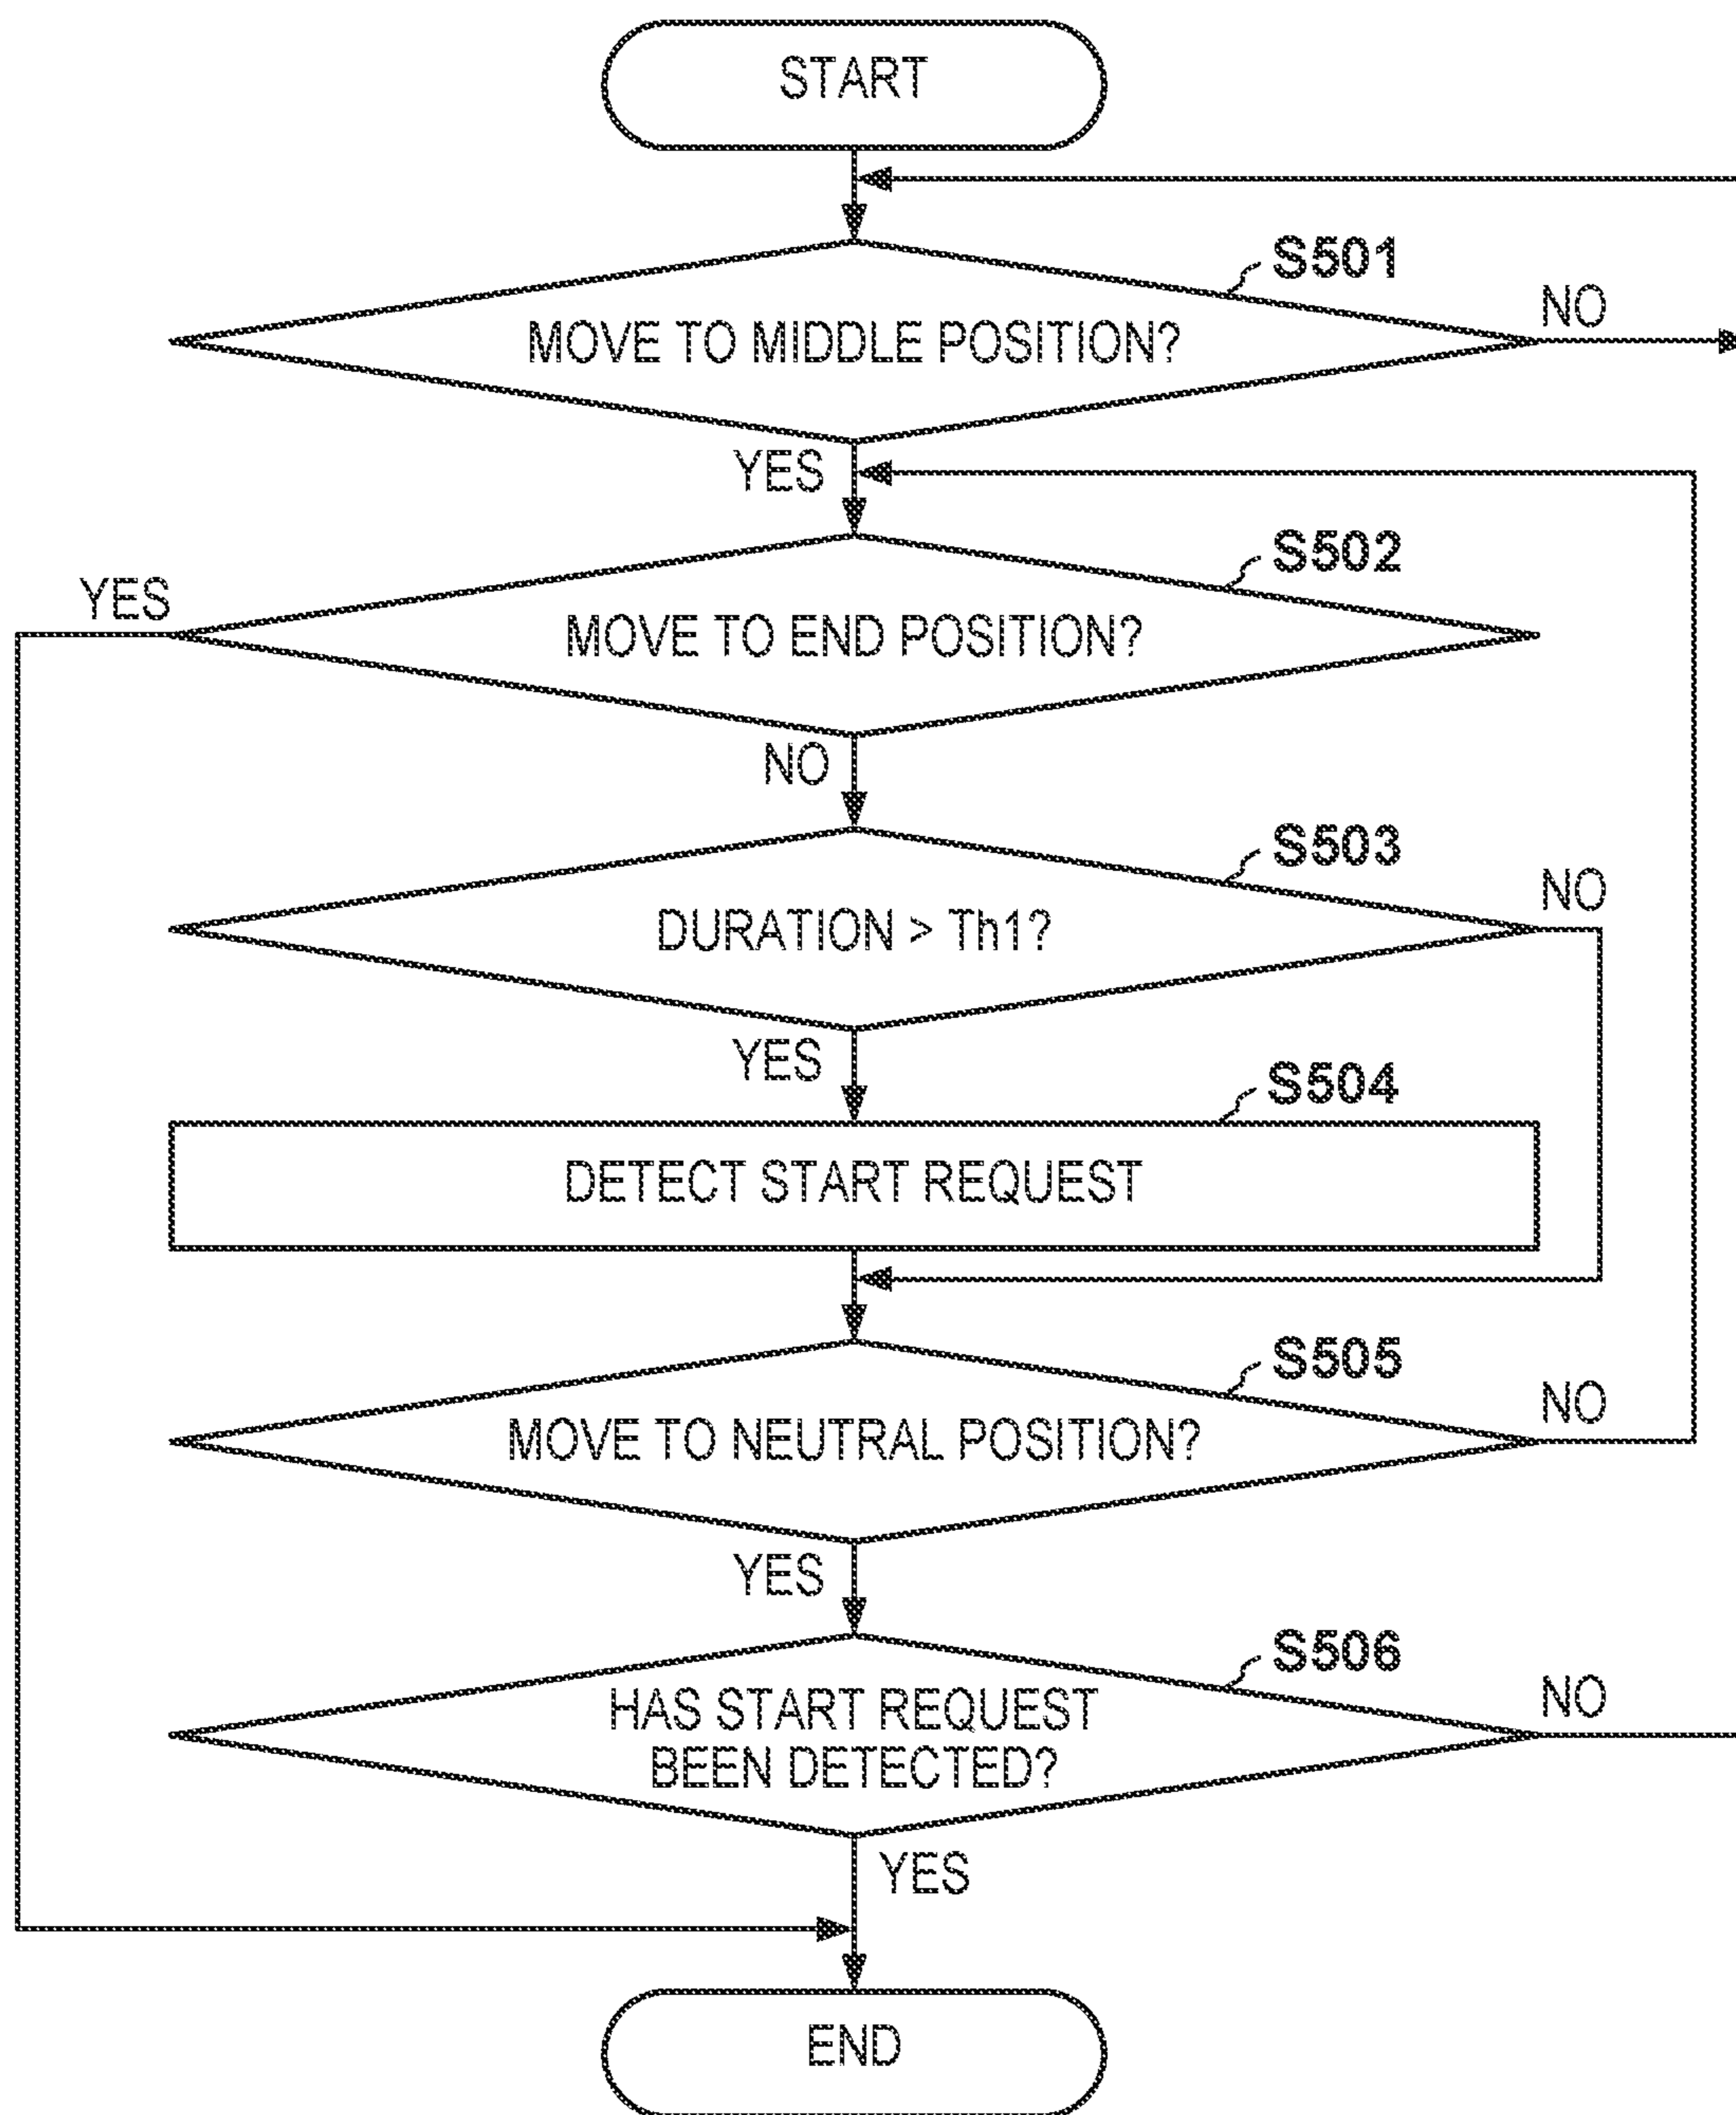 START
S501
MOVE TO MIDDLE POSITION?
NO
YES
S502
YES
MOVE TO END POSITION?
NO
S503
NO
DURATION > Th1?
YES
S504
DETECT START REQUEST
S505
NO
MOVE TO NEUTRAL POSITION?
YES
S506
NO
HAS START REQUEST
BEEN DETECTED?
YES
END